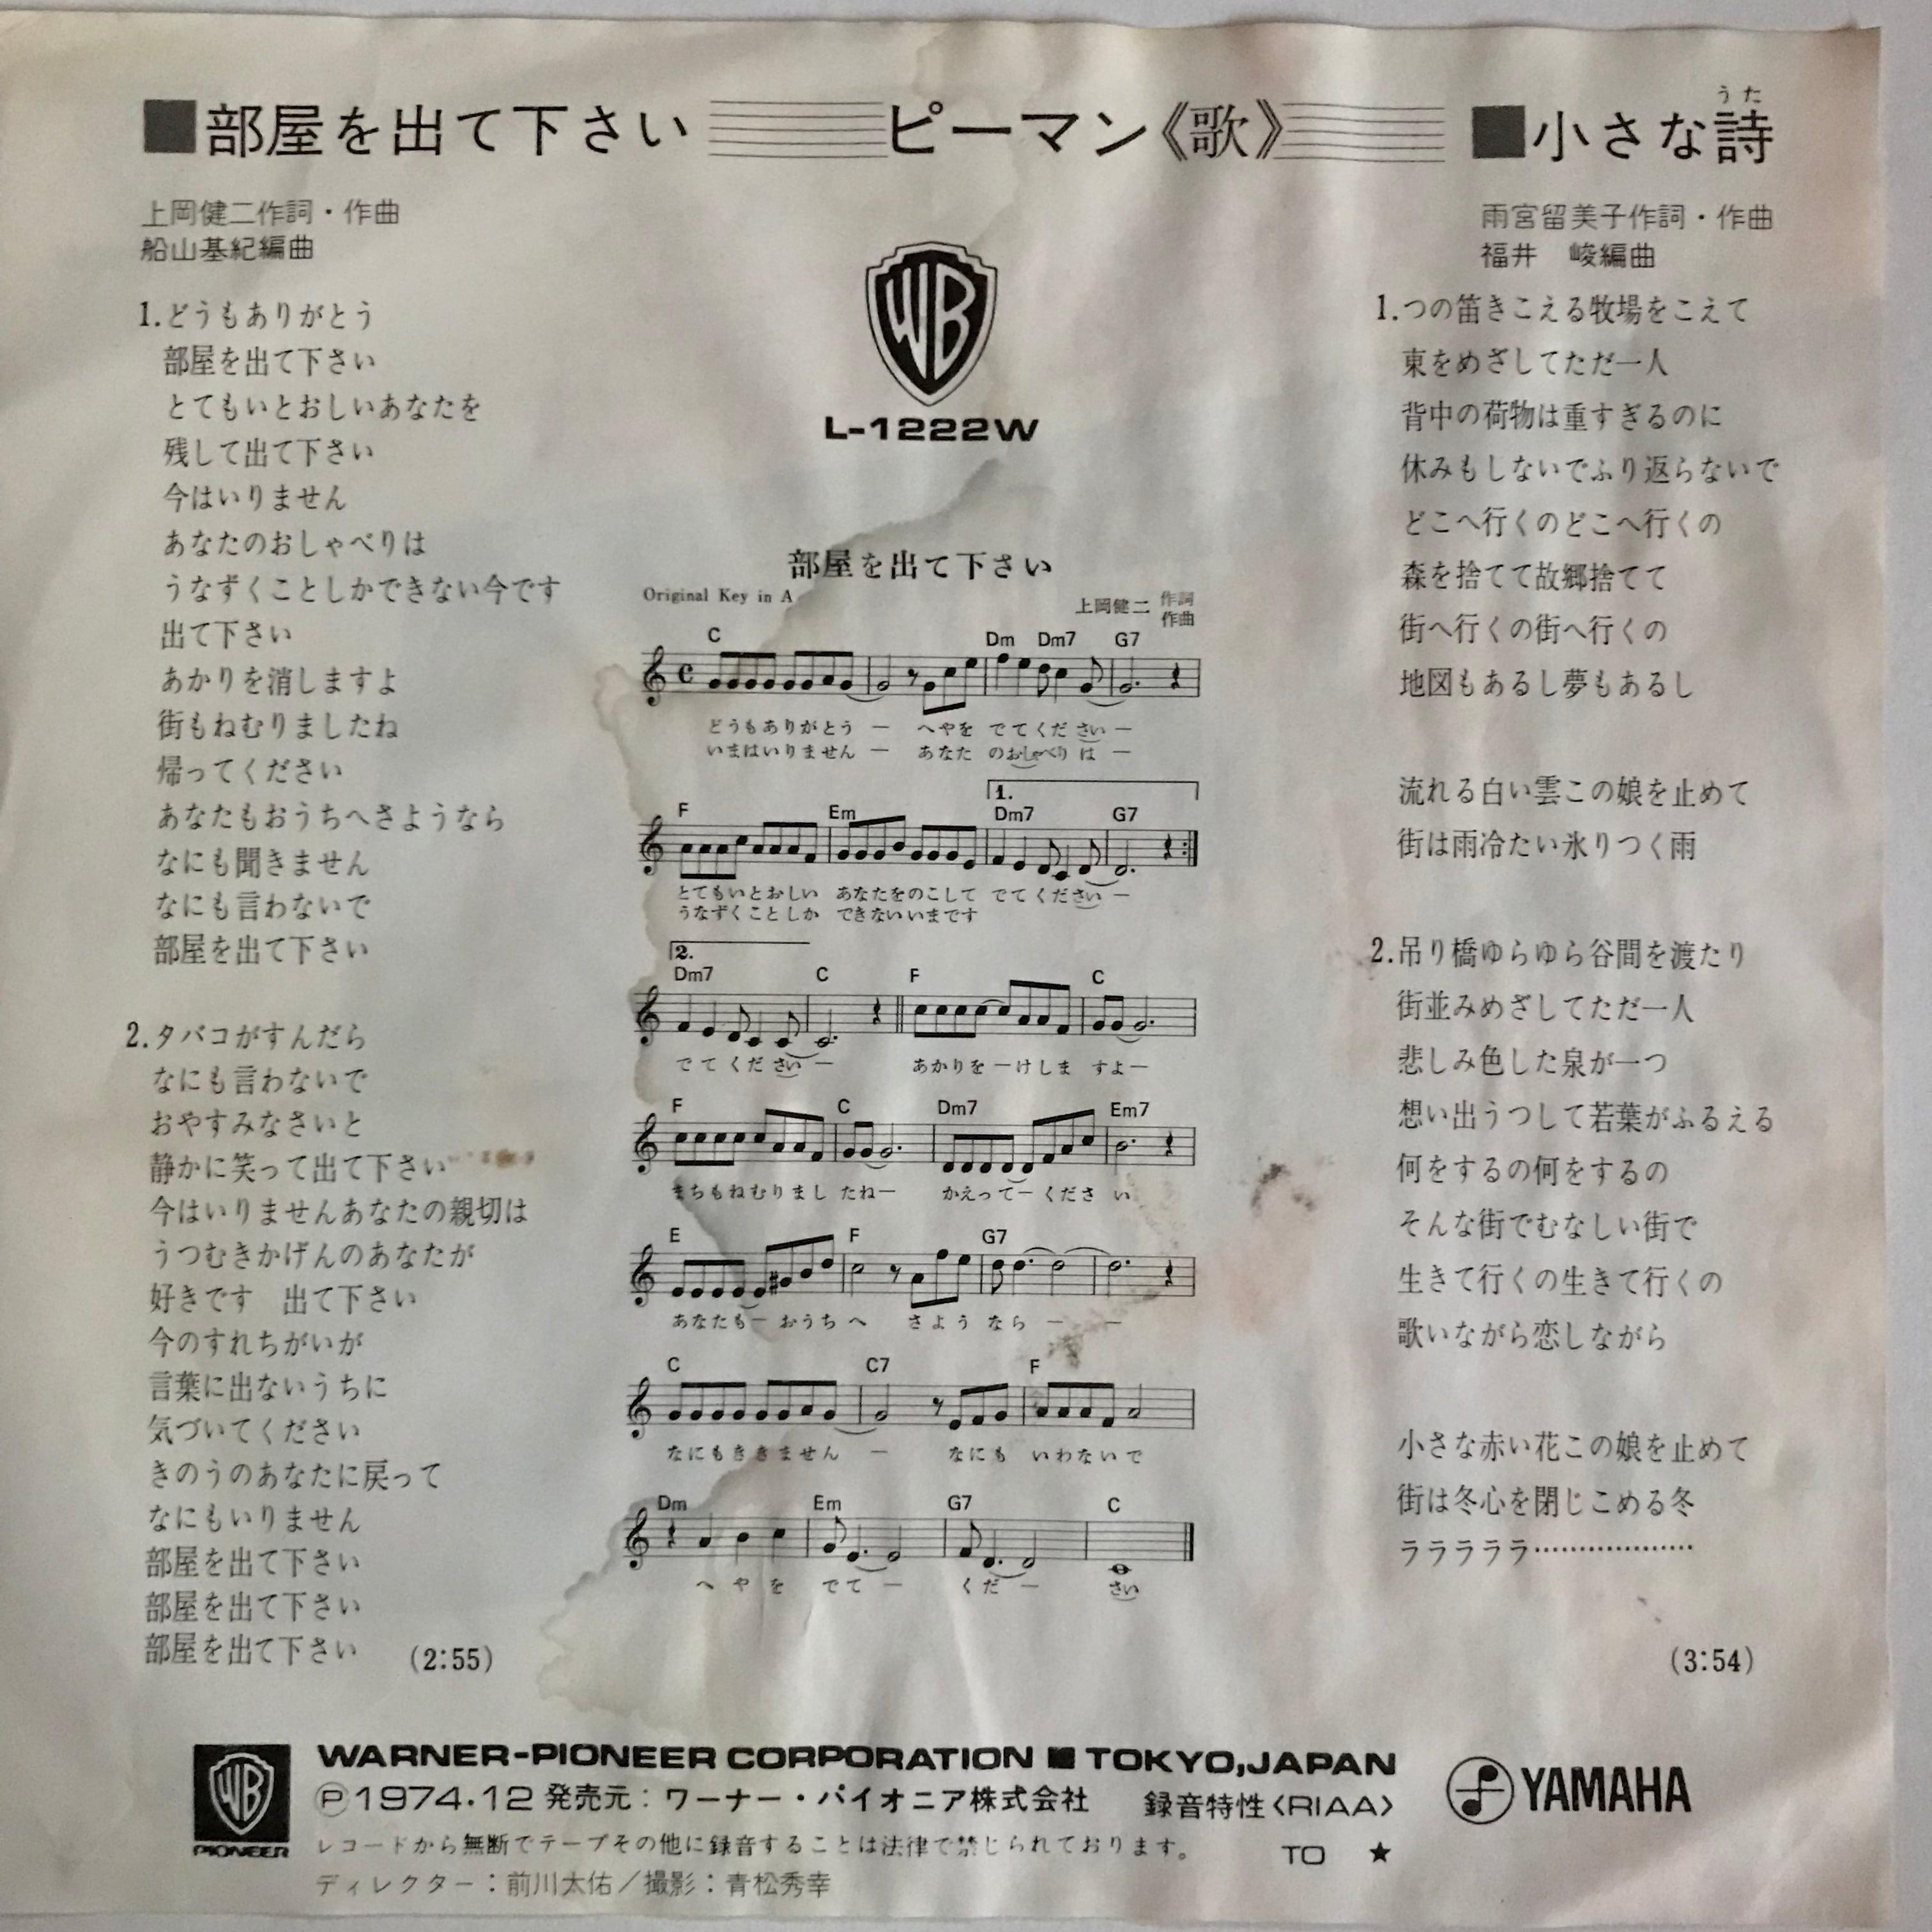 ■部屋を出て下さい
ピーマン《歌》
■小さな詩
うた
上岡健二作詞・作曲
船山基紀編曲
1.どうもありがとう
部屋を出て下さい
とてもいとおしいあなたを
残して出て下さい
今はいりません
あなたのおしゃべりは
うなずくことしかできない今です
出て下さい
あかりを消しますよ
街もねむりましたね
帰ってください
あなたもおうちへさようなら
なにも聞きません
なにも言わないで
部屋を出て下さい
2.タバコがすんだら
なにも言わないで
おやすみなさいと
静かに笑って出て下さい
今はいりませんあなたの親切は
うつむきかげんのあなたが
好きです　出て下さい
今のすれちがいが
言葉に出ないうちに
気づいてください
きのうのあなたに戻って
なにもいりません
部屋を出て下さい
部屋を出て下さい
部屋を出て下さい (2:55)
WB
L-1222W
部屋を出て下さい
Original Key in A
上岡健二 作詞
作曲
C Dm Dm7 G7
どうもありがとう ー へやを でてくだ さい ー
いまはいりません ー あなた のおしゃべり は ー
1.
F Em Dm7 G7
とてもいとおしい あなたをのこして でてください ー
うなずくことしか できないいまです
2.
Dm7 C F C
でてください ー あかりを ーけしま すよー
F C Dm7 Em7
まちもねむりまし たねー かえってー くださ い
E F G7
あなたもー おうち へ さよう なら ー ー
C C7 F
なにもききません ー なにも いわないで
Dm Em G7 C
へやを でて ー くだ ー さい
雨宮留美子作詞・作曲
福井　崚編曲
1.つの笛きこえる牧場をこえて
東をめざしてただ一人
背中の荷物は重すぎるのに
休みもしないでふり返らないで
どこへ行くのどこへ行くの
森を捨てて故郷捨てて
街へ行くの街へ行くの
地図もあるし夢もあるし
流れる白い雲この娘を止めて
街は雨冷たい氷りつく雨
2.吊り橋ゆらゆら谷間を渡たり
街並みめざしてただ一人
悲しみ色した泉が一つ
想い出うつして若葉がふるえる
何をするの何をするの
そんな街でむなしい街で
生きて行くの生きて行くの
歌いながら恋しながら
小さな赤い花この娘を止めて
街は冬心を閉じこめる冬
ラララララ………………
(3:54)
WB
PIONEER
WARNER-PIONEER CORPORATION ■ TOKYO,JAPAN
Ⓟ1974・12 発売元：ワーナー・パイオニア株式会社 録音特性〈RIAA〉
レコードから無断でテープその他に録音することは法律で禁じられております。 TO ★
ディレクター：前川太佑／撮影：青松秀幸
YAMAHA